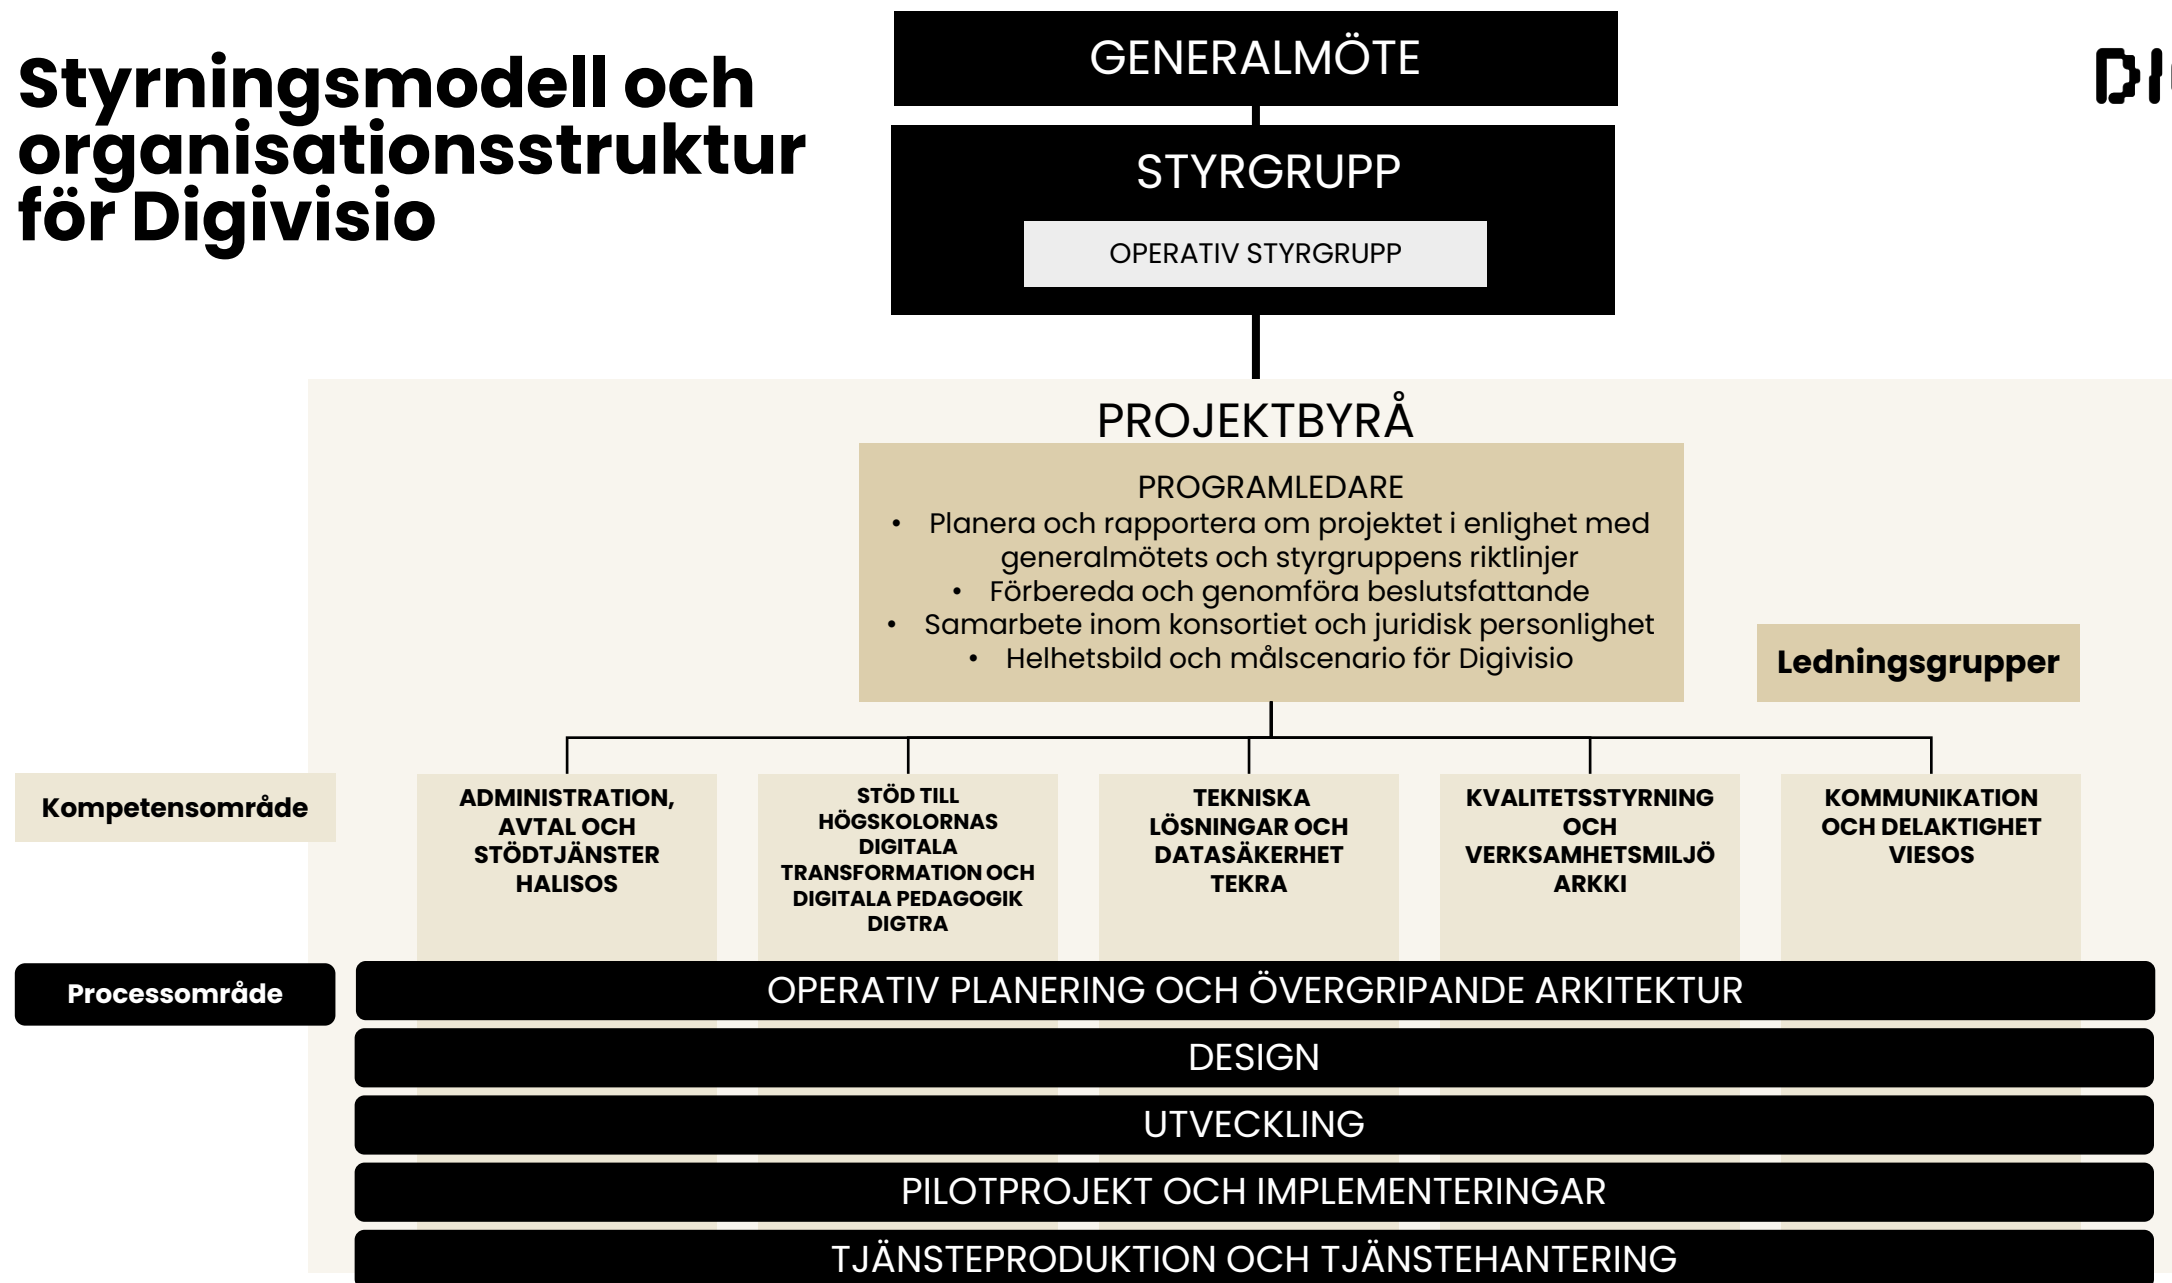 Styrningsmodell och
organisationsstruktur
för Digivisio
GENERALMÖTE
STYRGRUPP
OPERATIV STYRGRUPP
PROJEKTBYRÅ
PROGRAMLEDARE
• Planera och rapportera om projektet i enlighet med
generalmötets och styrgruppens riktlinjer
• Förbereda och genomföra beslutsfattande
• Samarbete inom konsortiet och juridisk personlighet
• Helhetsbild och målscenario för Digivisio
Ledningsgrupper
Kompetensområde
ADMINISTRATION,
AVTAL OCH
STÖDTJÄNSTER
HALISOS
STÖD TILL
HÖGSKOLORNAS
DIGITALA
TRANSFORMATION OCH
DIGITALA PEDAGOGIK
DIGTRA
TEKNISKA
LÖSNINGAR OCH
DATASÄKERHET
TEKRA
KVALITETSSTYRNING
OCH
VERKSAMHETSMILJÖ
ARKKI
KOMMUNIKATION
OCH DELAKTIGHET
VIESOS
Processområde
OPERATIV PLANERING OCH ÖVERGRIPANDE ARKITEKTUR
DESIGN
UTVECKLING
PILOTPROJEKT OCH IMPLEMENTERINGAR
TJÄNSTEPRODUKTION OCH TJÄNSTEHANTERING